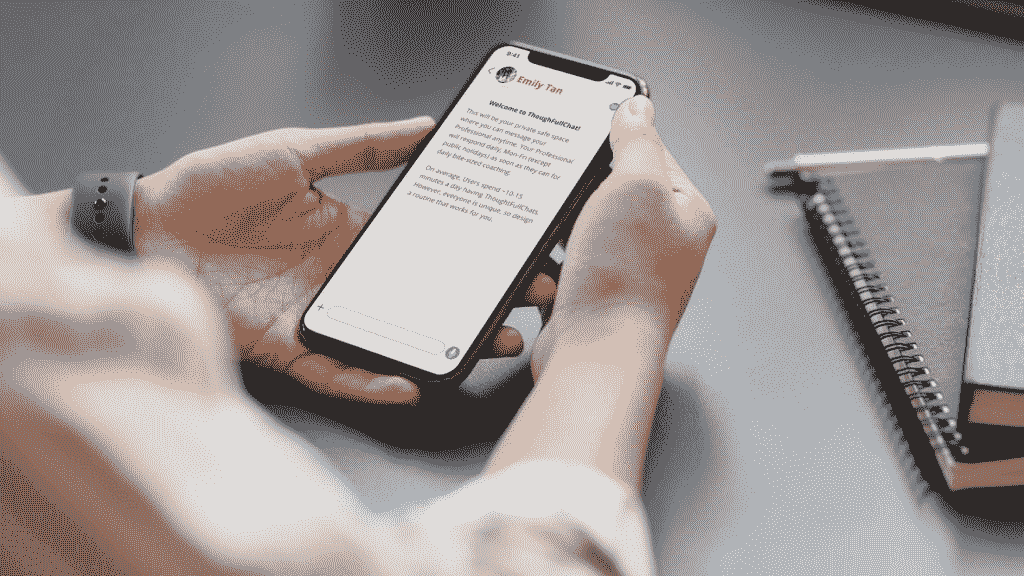 9:41
Emily Tan
Welcome to ThoughFullChat!
This will be your private safe space
where you can message your
Professional anytime. Your Professional
will respond daily, Mon-Fri (except
public holidays) as soon as they can for
daily bite-sized coaching.
On average, Users spend ~10-15
minutes a day having ThoughtFullChats.
However, everyone is unique, so design
a routine that works for you.